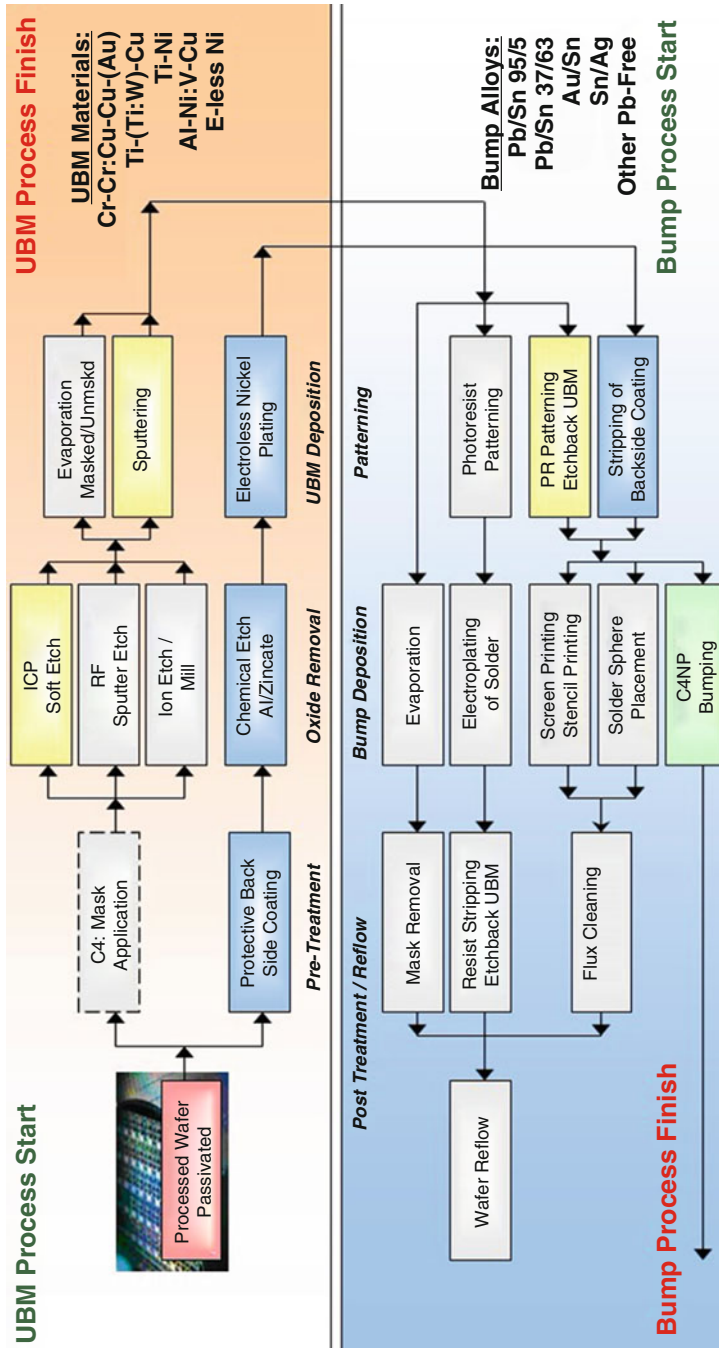 UBM Process Start
UBM Process Finish
Processed Wafer
Passivated
C4: Mask
Application
Protective Back
Side Coating
Pre-Treatment
ICP
Soft Etch
RF
Sputter Etch
Ion Etch /
Mill
Chemical Etch
Al/Zincate
Oxide Removal
Evaporation
Masked/Unmskd
Sputtering
Electroless Nickel
Plating
UBM Deposition
UBM Materials:
Cr-Cr:Cu-Cu-(Au)
Ti-(Ti:W)-Cu
Ti-Ni
Al-Ni:V-Cu
E-less Ni
Post Treatment / Reflow
Bump Deposition
Patterning
Wafer Reflow
Mask Removal
Resist Stripping
Etchback UBM
Flux Cleaning
Evaporation
Electroplating
of Solder
Screen Printing
Stencil Printing
Solder Sphere
Placement
C4NP
Bumping
Photoresist
Patterning
PR Patterning
Etchback UBM
Stripping of
Backside Coating
Bump Alloys:
Pb/Sn 95/5
Pb/Sn 37/63
Au/Sn
Sn/Ag
Other Pb-Free
Bump Process Finish
Bump Process Start